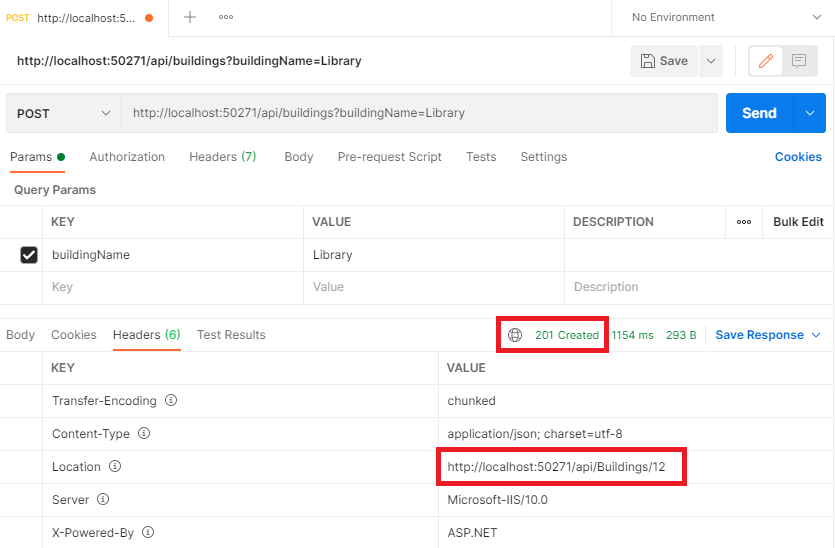 POST http://localhost:5... No Environment
http://localhost:50271/api/buildings?buildingName=Library Save
POST http://localhost:50271/api/buildings?buildingName=Library Send
Params Authorization Headers (7) Body Pre-request Script Tests Settings Cookies
Query Params
KEY VALUE DESCRIPTION Bulk Edit
buildingName Library
Key Value Description
Body Cookies Headers (6) Test Results 201 Created 1154 ms 293 B Save Response
KEY VALUE
Transfer-Encoding chunked
Content-Type application/json; charset=utf-8
Location http://localhost:50271/api/Buildings/12
Server Microsoft-IIS/10.0
X-Powered-By ASP.NET